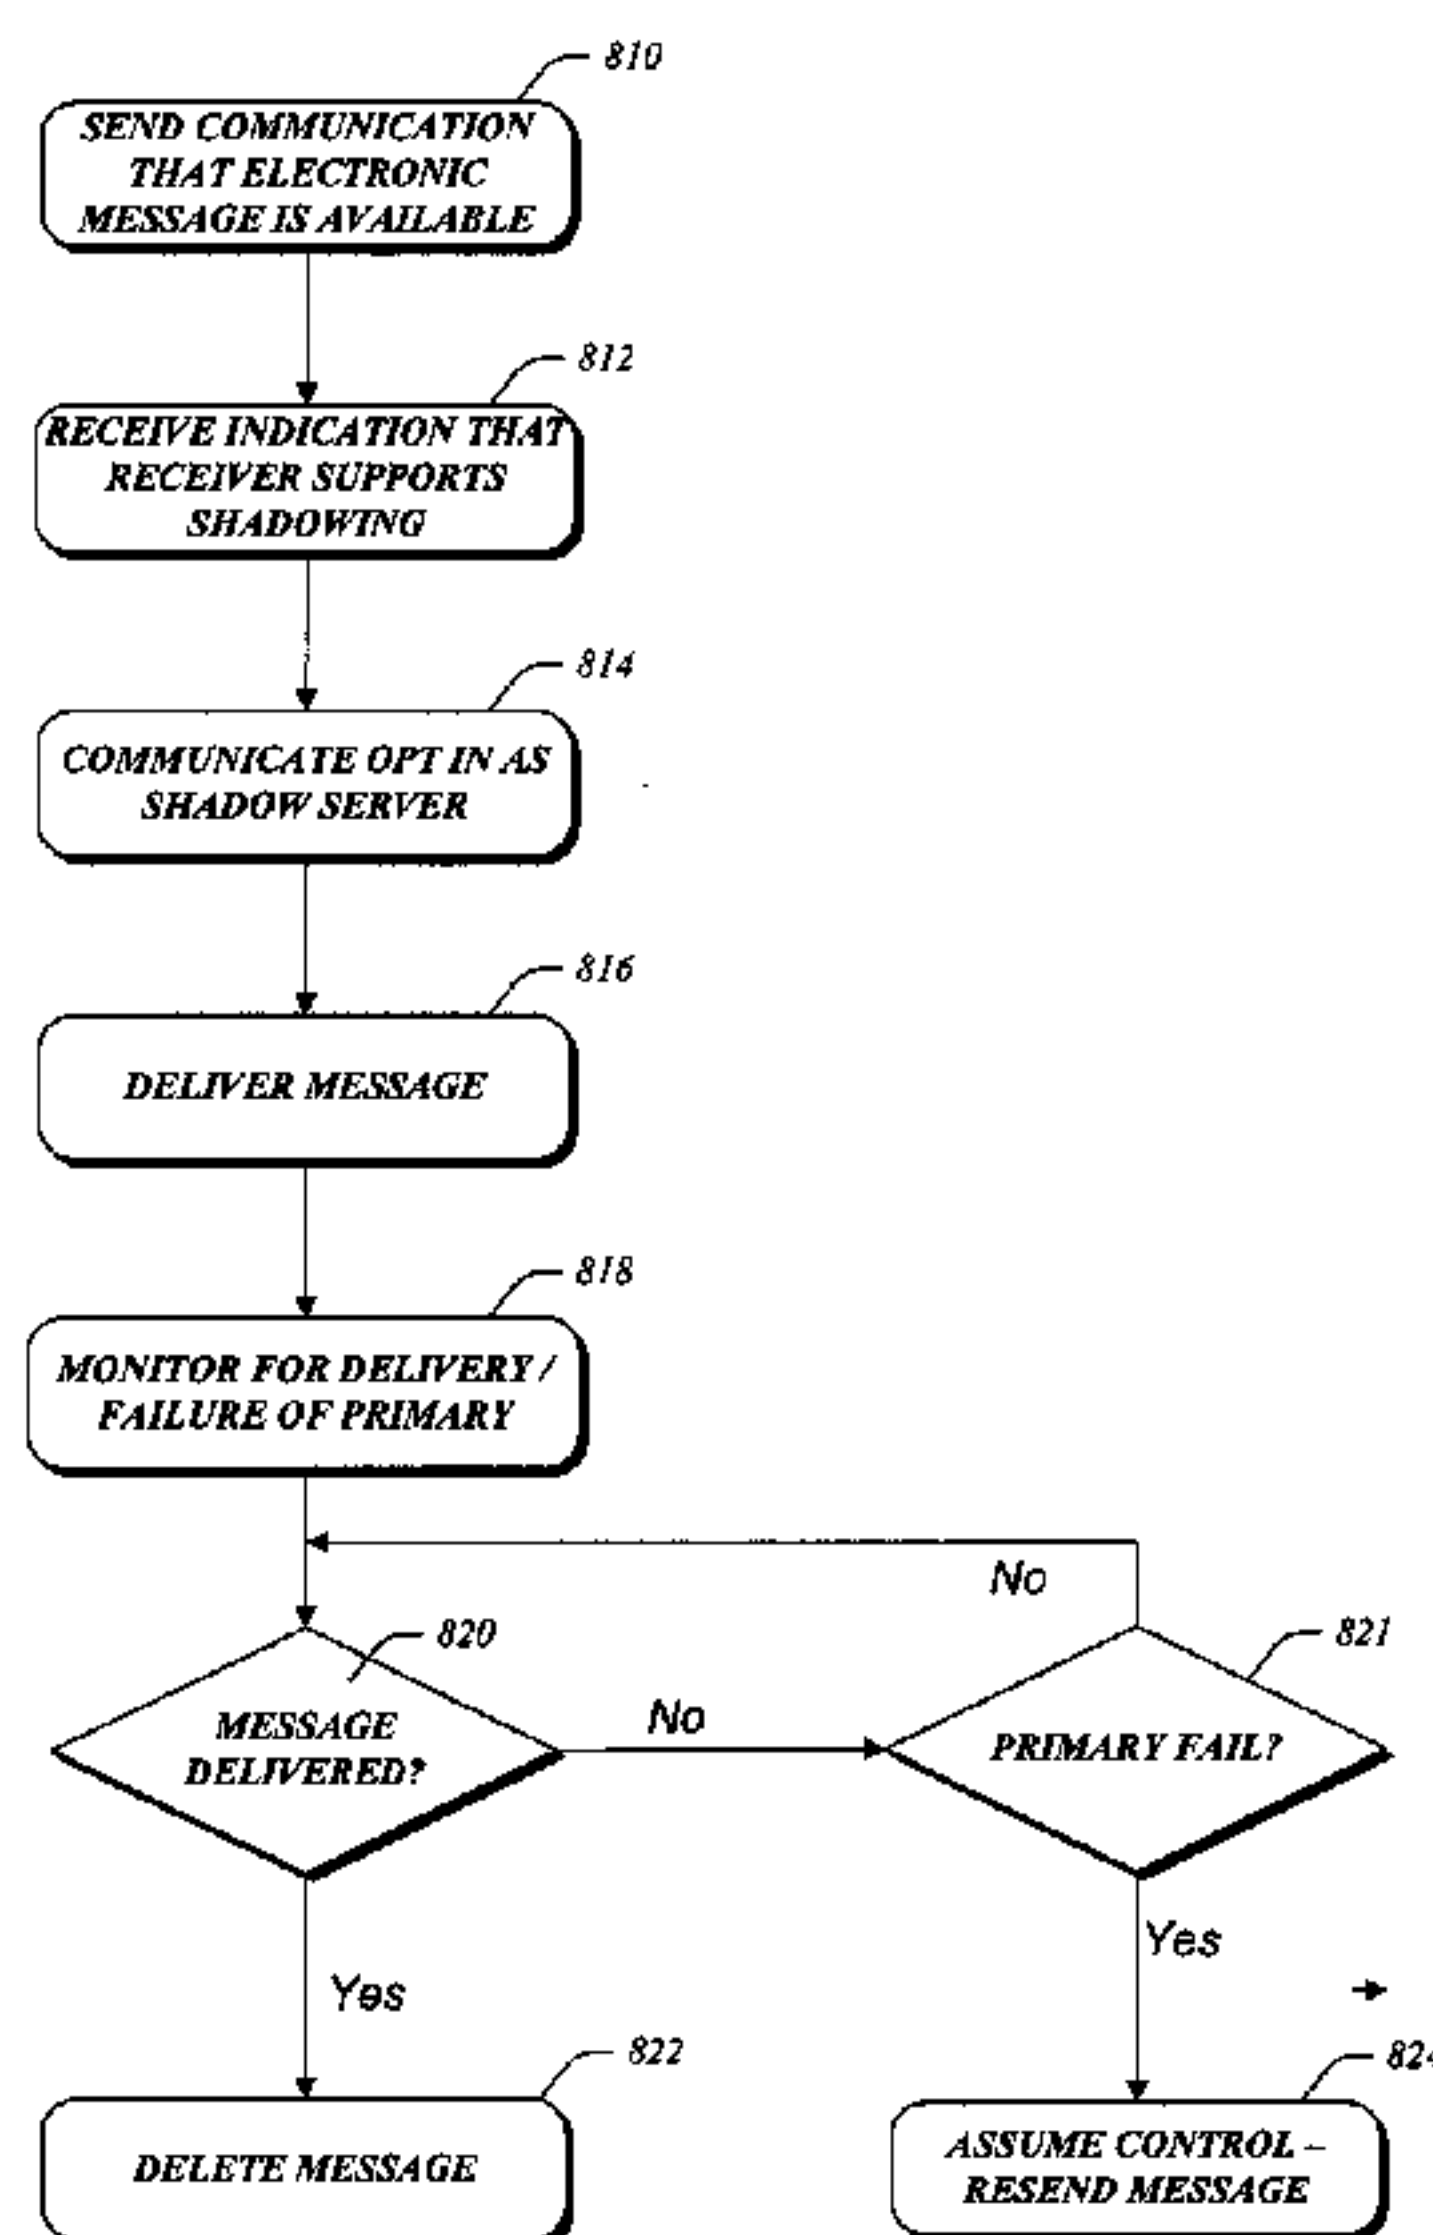 810
SEND COMMUNICATION
THAT ELECTRONIC
MESSAGE IS AVAILABLE
812
RECEIVE INDICATION THAT
RECEIVER SUPPORTS
SHADOWING
814
COMMUNICATE OPT IN AS
SHADOW SERVER
816
DELIVER MESSAGE
818
MONITOR FOR DELIVERY /
FAILURE OF PRIMARY
No
820
MESSAGE
DELIVERED?
No
821
PRIMARY FAIL?
Yes
Yes
822
DELETE MESSAGE
824
ASSUME CONTROL –
RESEND MESSAGE